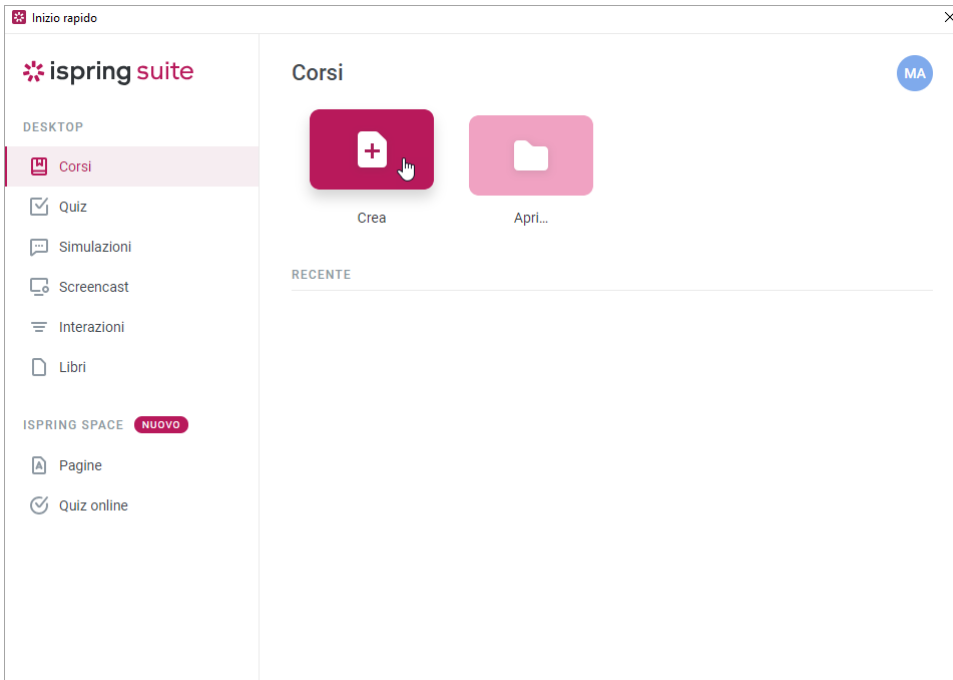 Inizio rapido
ispring suite
DESKTOP
Corsi
Quiz
Simulazioni
Screencast
Interazioni
Libri
ISPRING SPACE NUOVO
Pagine
Quiz online
Corsi
MA
Crea
Apri...
RECENTE